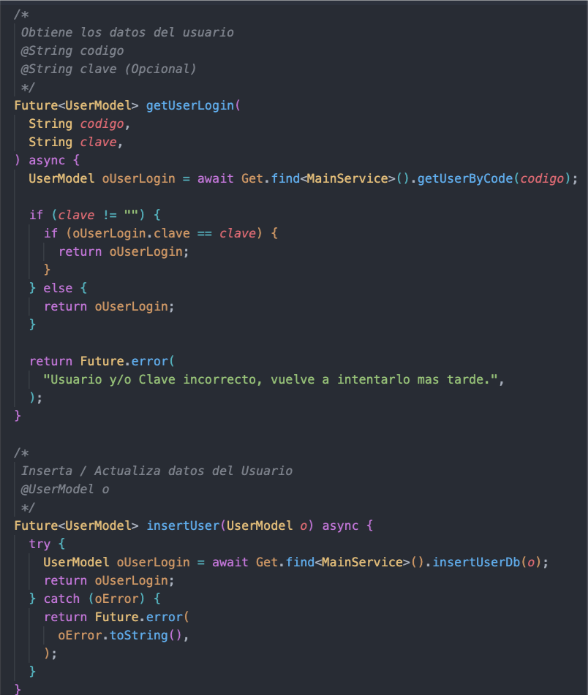 /*
Obtiene los datos del usuario
@String codigo
@String clave (Opcional)
*/
Future<UserModel> getUserLogin(
String codigo,
String clave,
) async {
UserModel oUserLogin = await Get.find<MainService>().getUserByCode(codigo);
if (clave != "") {
if (oUserLogin.clave == clave) {
return oUserLogin;
}
} else {
return oUserLogin;
}
return Future.error(
"Usuario y/o Clave incorrecto, vuelve a intentarlo mas tarde.",
);
}
/*
Inserta / Actualiza datos del Usuario
@UserModel o
*/
Future<UserModel> insertUser(UserModel o) async {
try {
UserModel oUserLogin = await Get.find<MainService>().insertUserDb(o);
return oUserLogin;
} catch (oError) {
return Future.error(
oError.toString(),
);
}
}